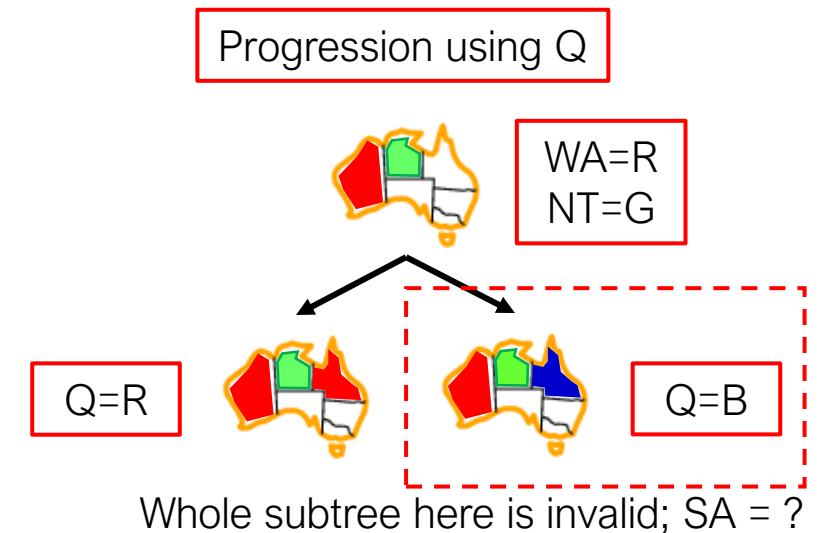 Progression using Q
WA=R
NT=G
Q=R
Q=B
Whole subtree here is invalid; SA = ?